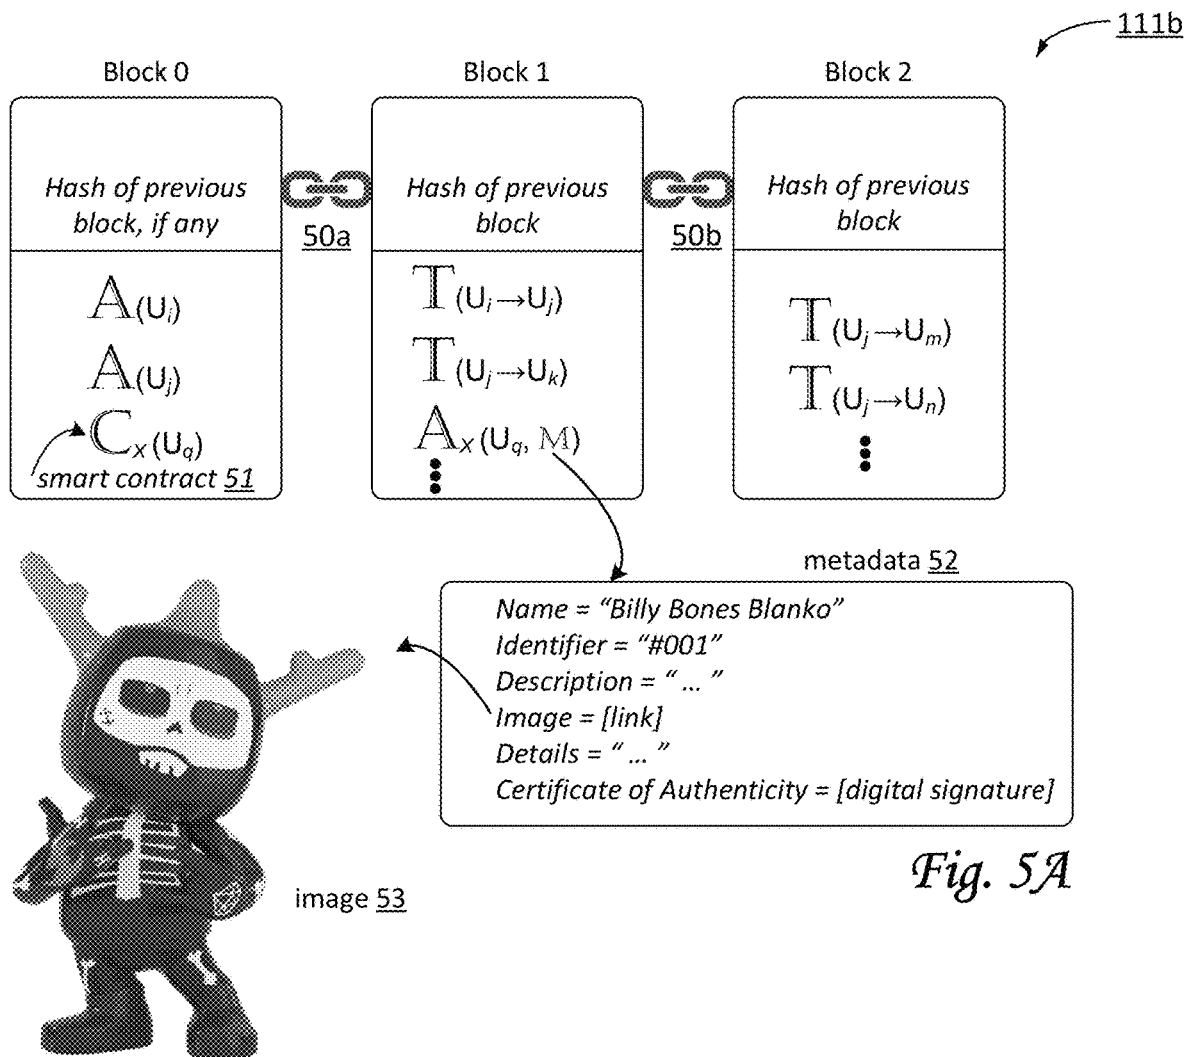 111b
Block 0
Block 1
Block 2
Hash of previous
block, if any
50a
Hash of previous
block
50b
Hash of previous
block
𝔸(Uᵢ)
𝔸(Uⱼ)
ℂₓ(U_q)
smart contract 51
𝕋(Uᵢ→Uⱼ)
𝕋(Uⱼ→Uₖ)
𝔸ₓ(U_q, M)
𝕋(Uⱼ→Uₘ)
𝕋(Uⱼ→Uₙ)
metadata 52
Name = “Billy Bones Blanko”
Identifier = “#001”
Description = “ ... ”
Image = [link]
Details = “ ... ”
Certificate of Authenticity = [digital signature]
image 53
Fig. 5A